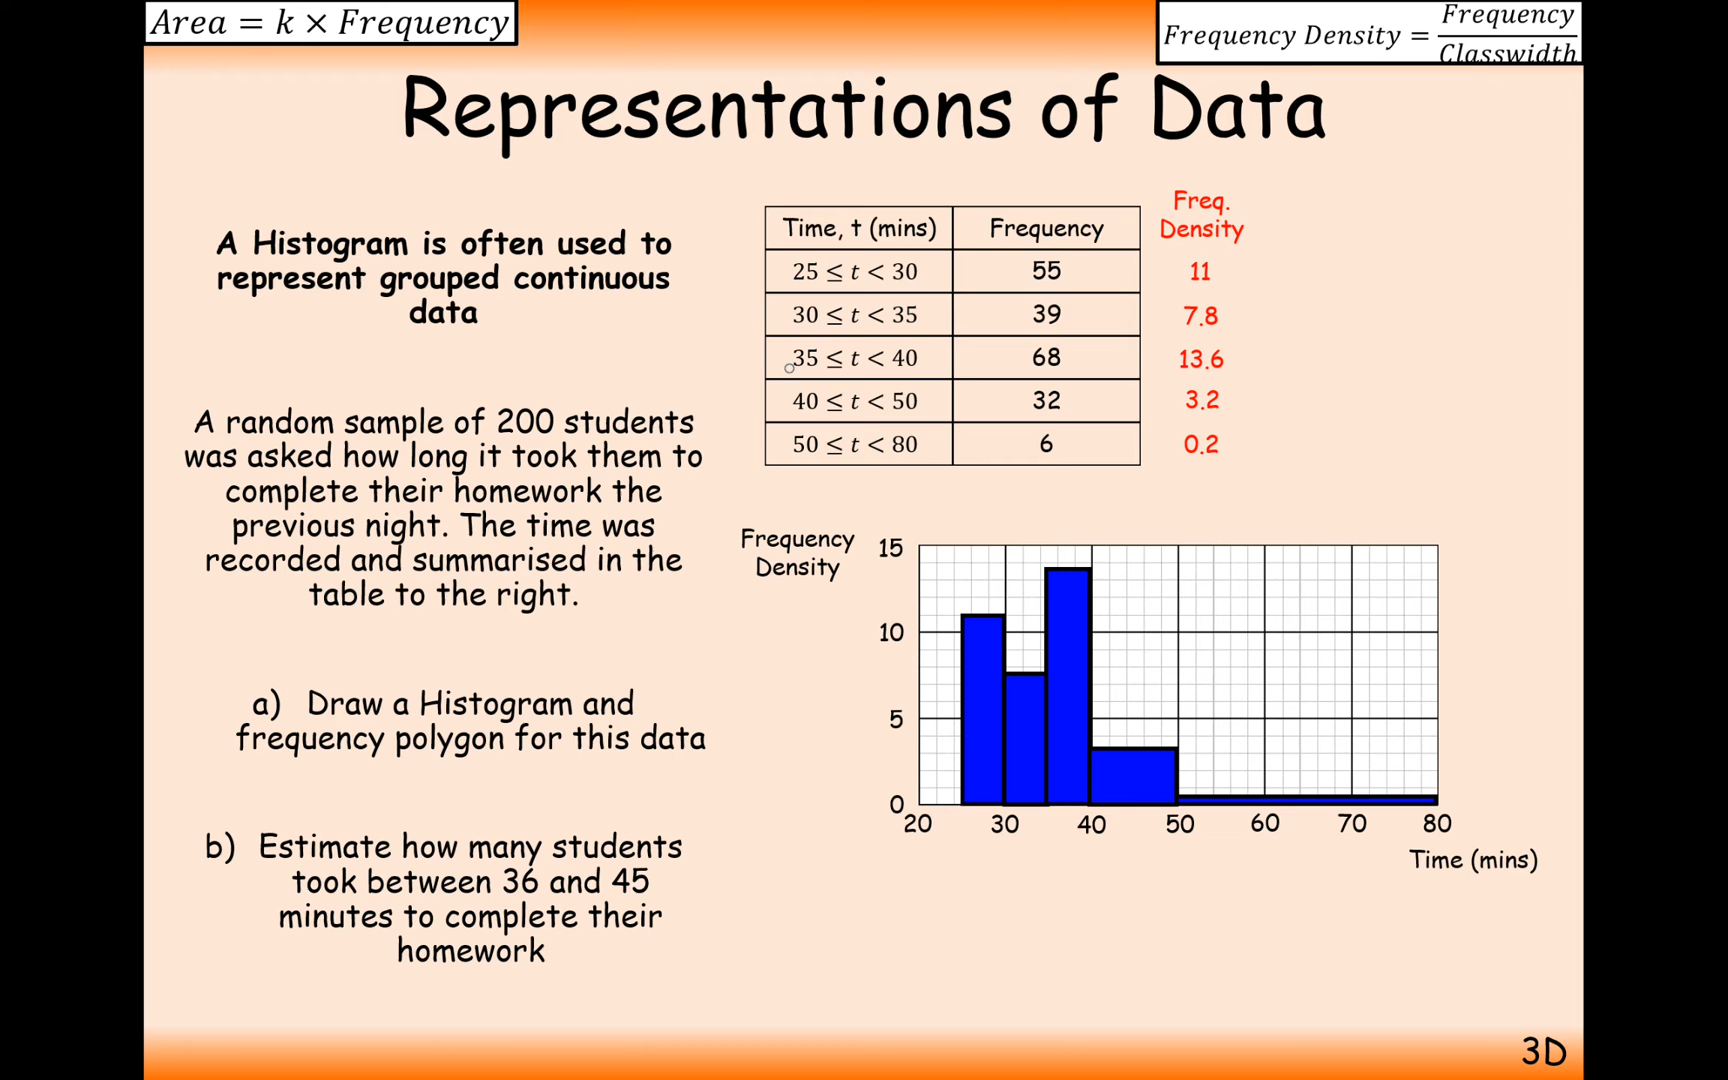 Area = k × Frequency
Frequency Density = Frequency / Classwidth
Representations of Data
A Histogram is often used to
represent grouped continuous
data
A random sample of 200 students
was asked how long it took them to
complete their homework the
previous night. The time was
recorded and summarised in the
table to the right.
a) Draw a Histogram and
frequency polygon for this data
b) Estimate how many students
took between 36 and 45
minutes to complete their
homework
Freq.
Density
Time, t (mins) Frequency
25 ≤ t < 30 55 11
30 ≤ t < 35 39 7.8
35 ≤ t < 40 68 13.6
40 ≤ t < 50 32 3.2
50 ≤ t < 80 6 0.2
Frequency
Density
15
10
5
0
20 30 40 50 60 70 80
Time (mins)
3D